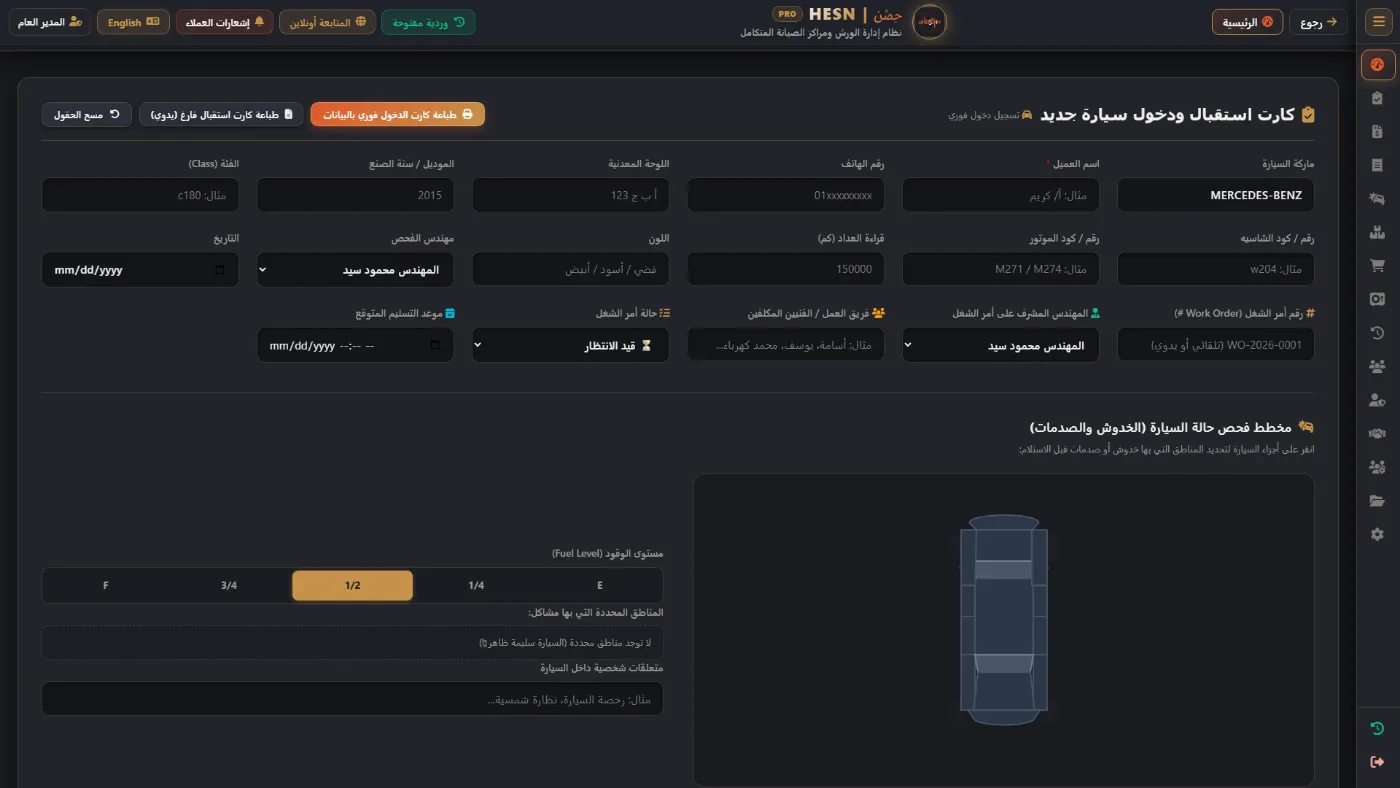 رجوع
الرئيسية
حِصْن | HESN PRO
نظام إدارة الورش ومراكز الصيانة المتكامل
وردية مفتوحة
المتابعة أونلاين
إشعارات العملاء
English
المدير العام
كارت استقبال ودخول سيارة جديد تسجيل دخول فوري
طباعة كارت الدخول فوري بالبيانات
طباعة كارت استقبال فارغ (يدوي)
مسح الحقول
ماركة السيارة
اسم العميل *
رقم الهاتف
اللوحة المعدنية
الموديل / سنة الصنع
الفئة (Class)
MERCEDES-BENZ
مثال: أ/ كريم
01xxxxxxxxx
أ ب ج 123
2015
مثال: c180
رقم / كود الشاسيه
رقم / كود الموتور
قراءة العداد (كم)
اللون
مهندس الفحص
التاريخ
مثال: w204
مثال: M271 / M274
150000
فضي / أسود / أبيض
المهندس محمود سيد
mm/dd/yyyy
رقم أمر الشغل (Work Order #)
المهندس المشرف على أمر الشغل
فريق العمل / الفنيين المكلفين
حالة أمر الشغل
موعد التسليم المتوقع
WO-2026-0001 (تلقائي أو يدوي)
المهندس محمود سيد
مثال: أسامة، يوسف، محمد كهرباء...
قيد الانتظار
mm/dd/yyyy --:-- --
مخطط فحص حالة السيارة (الخدوش والصدمات)
انقر على أجزاء السيارة لتحديد المناطق التي بها خدوش أو صدمات قبل الاستلام:
مستوى الوقود (Fuel Level)
E
1/4
1/2
3/4
F
المناطق المحددة التي بها مشاكل:
لا توجد مناطق محددة (السيارة سليمة ظاهرياً)
متعلقات شخصية داخل السيارة
مثال: رخصة السيارة، نظارة شمسية...